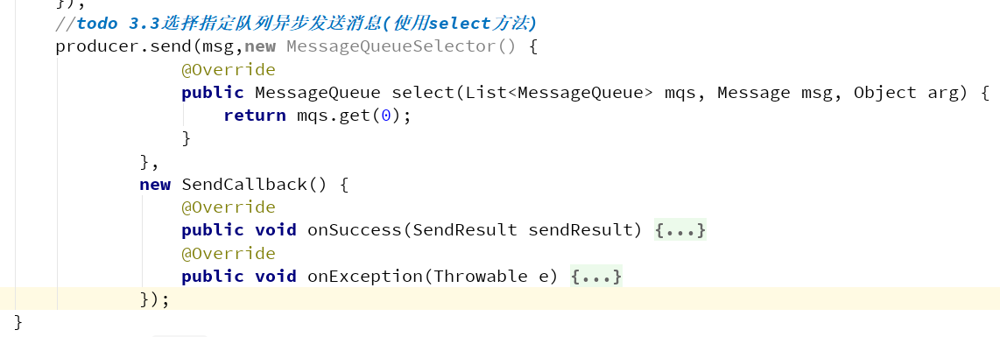 });
//todo 3.3选择指定队列异步发送消息(使用select方法)
producer.send(msg,new MessageQueueSelector() {
@Override
public MessageQueue select(List<MessageQueue> mqs, Message msg, Object arg) {
return mqs.get(0);
}
},
new SendCallback() {
@Override
public void onSuccess(SendResult sendResult) {...}
@Override
public void onException(Throwable e) {...}
});
}